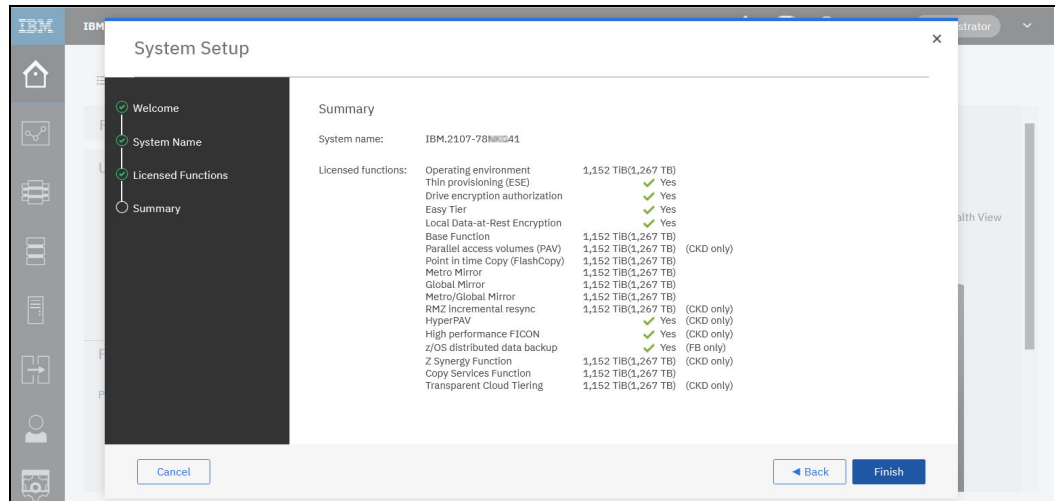 IBM
IBM
strator
System Setup
×
Welcome
System Name
Licensed Functions
Summary
Summary
System name: IBM.2107-78 41
Licensed functions: Operating environment 1,152 TiB(1,267 TB)
Thin provisioning (ESE) Yes
Drive encryption authorization Yes
Easy Tier Yes
Local Data-at-Rest Encryption Yes
Base Function 1,152 TiB(1,267 TB)
Parallel access volumes (PAV) 1,152 TiB(1,267 TB) (CKD only)
Point in time Copy (FlashCopy) 1,152 TiB(1,267 TB)
Metro Mirror 1,152 TiB(1,267 TB)
Global Mirror 1,152 TiB(1,267 TB)
Metro/Global Mirror 1,152 TiB(1,267 TB)
RMZ incremental resync 1,152 TiB(1,267 TB) (CKD only)
HyperPAV Yes (CKD only)
High performance FICON Yes (CKD only)
z/OS distributed data backup Yes (FB only)
Z Synergy Function 1,152 TiB(1,267 TB) (CKD only)
Copy Services Function 1,152 TiB(1,267 TB)
Transparent Cloud Tiering 1,152 TiB(1,267 TB) (CKD only)
alth View
Cancel
Back
Finish